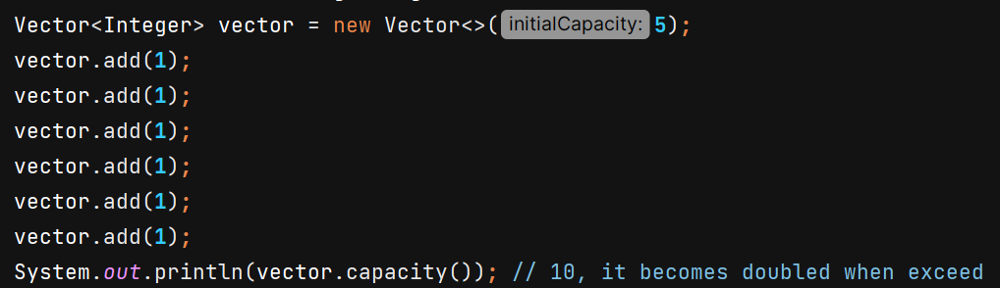 Vector<Integer> vector = new Vector<>( initialCapacity: 5);
vector.add(1);
vector.add(1);
vector.add(1);
vector.add(1);
vector.add(1);
vector.add(1);
System.out.println(vector.capacity()); // 10, it becomes doubled when exceed